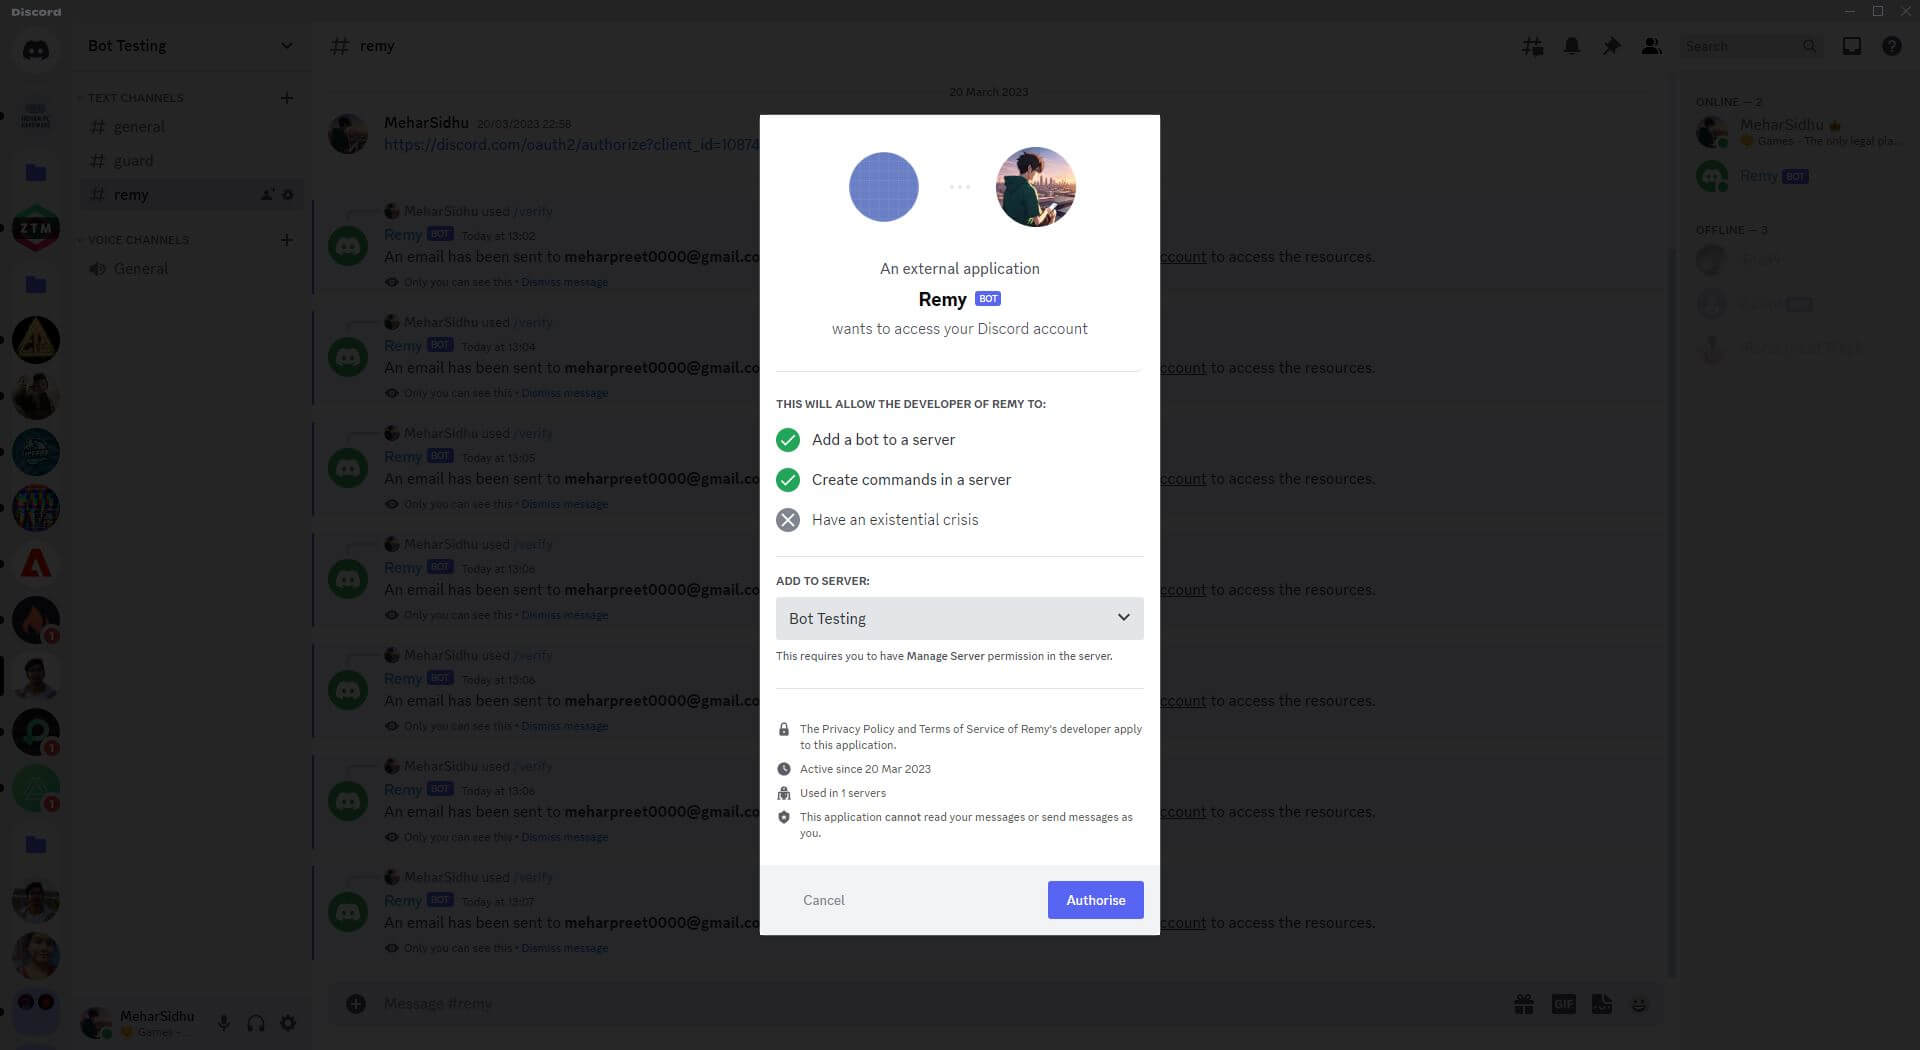 Discord
Bot Testing
TEXT CHANNELS
general
guard
remy
VOICE CHANNELS
General
MeharSidhu
Games - ...
remy
Search
20 March 2023
MeharSidhu 20/03/2023 22:58
https://discord.com/oauth2/authorize?client_id=10874
MeharSidhu used /verify
Remy BOT Today at 13:02
An email has been sent to meharpreet0000@gmail.co
ccount to access the resources.
Only you can see this • Dismiss message
MeharSidhu used /verify
Remy BOT Today at 13:04
An email has been sent to meharpreet0000@gmail.co
ccount to access the resources.
Only you can see this • Dismiss message
MeharSidhu used /verify
Remy BOT Today at 13:05
An email has been sent to meharpreet0000@gmail.co
ccount to access the resources.
Only you can see this • Dismiss message
MeharSidhu used /verify
Remy BOT Today at 13:06
An email has been sent to meharpreet0000@gmail.co
ccount to access the resources.
Only you can see this • Dismiss message
MeharSidhu used /verify
Remy BOT Today at 13:06
An email has been sent to meharpreet0000@gmail.co
ccount to access the resources.
Only you can see this • Dismiss message
MeharSidhu used /verify
Remy BOT Today at 13:06
An email has been sent to meharpreet0000@gmail.co
ccount to access the resources.
Only you can see this • Dismiss message
MeharSidhu used /verify
Remy BOT Today at 13:07
An email has been sent to meharpreet0000@gmail.co
ccount to access the resources.
Only you can see this • Dismiss message
Message #remy
GIF
An external application
Remy BOT
wants to access your Discord account
THIS WILL ALLOW THE DEVELOPER OF REMY TO:
Add a bot to a server
Create commands in a server
Have an existential crisis
ADD TO SERVER:
Bot Testing
This requires you to have Manage Server permission in the server.
The Privacy Policy and Terms of Service of Remy's developer apply
to this application.
Active since 20 Mar 2023
Used in 1 servers
This application cannot read your messages or send messages as
you.
Cancel
Authorise
ONLINE — 2
MeharSidhu
Games - The only legal pla...
Remy BOT
OFFLINE — 3
ZTM
1
1
1